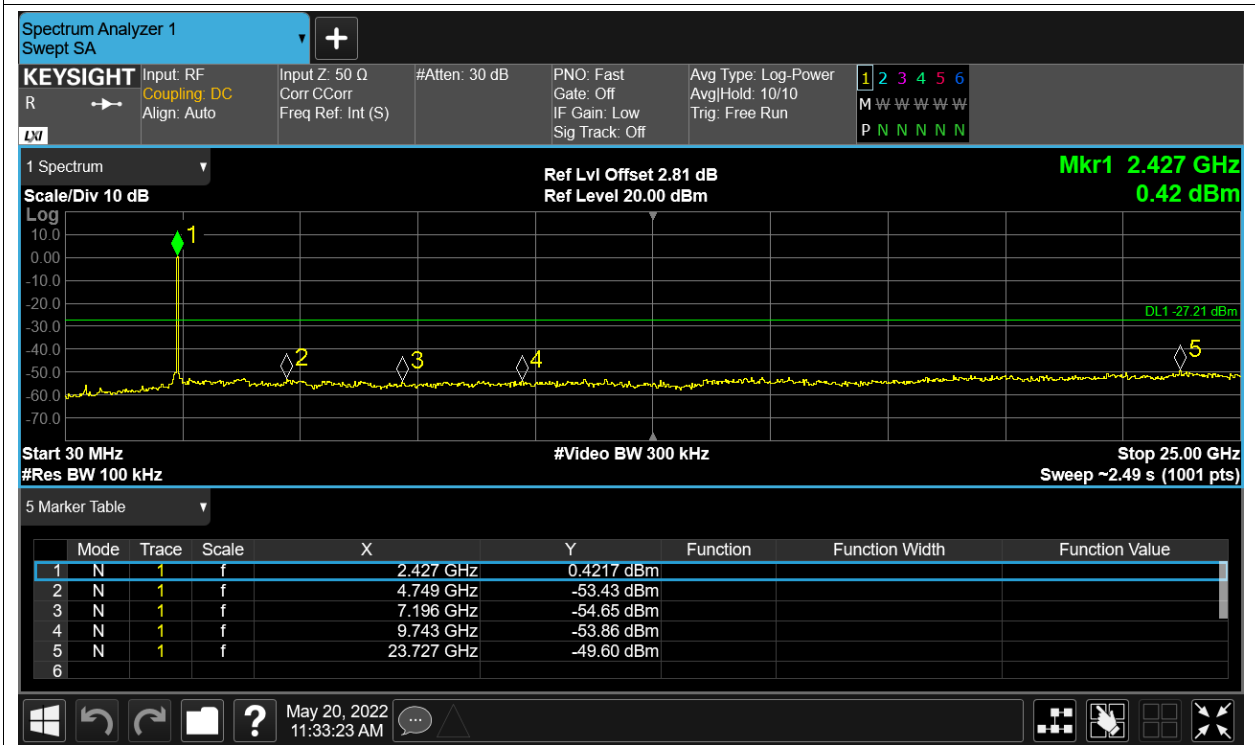 Spectrum Analyzer 1
Swept SA
+
KEYSIGHT
R
LXI
Input: RF
Coupling: DC
Align: Auto
Input Z: 50 Ω
Corr CCorr
Freq Ref: Int (S)
#Atten: 30 dB
PNO: Fast
Gate: Off
IF Gain: Low
Sig Track: Off
Avg Type: Log-Power
Avg|Hold: 10/10
Trig: Free Run
1 2 3 4 5 6
M W W W W W
P N N N N N
1 Spectrum
Scale/Div 10 dB
Ref Lvl Offset 2.81 dB
Ref Level 20.00 dBm
Mkr1 2.427 GHz
0.42 dBm
Log
10.0
0.00
-10.0
-20.0
-30.0
-40.0
-50.0
-60.0
-70.0
1
2
3
4
5
DL1 -27.21 dBm
Start 30 MHz
#Video BW 300 kHz
Stop 25.00 GHz
#Res BW 100 kHz
Sweep ~2.49 s (1001 pts)
5 Marker Table
Mode Trace Scale X Y Function Function Width Function Value
1 N 1 f 2.427 GHz 0.4217 dBm
2 N 1 f 4.749 GHz -53.43 dBm
3 N 1 f 7.196 GHz -54.65 dBm
4 N 1 f 9.743 GHz -53.86 dBm
5 N 1 f 23.727 GHz -49.60 dBm
6
?
May 20, 2022
11:33:23 AM